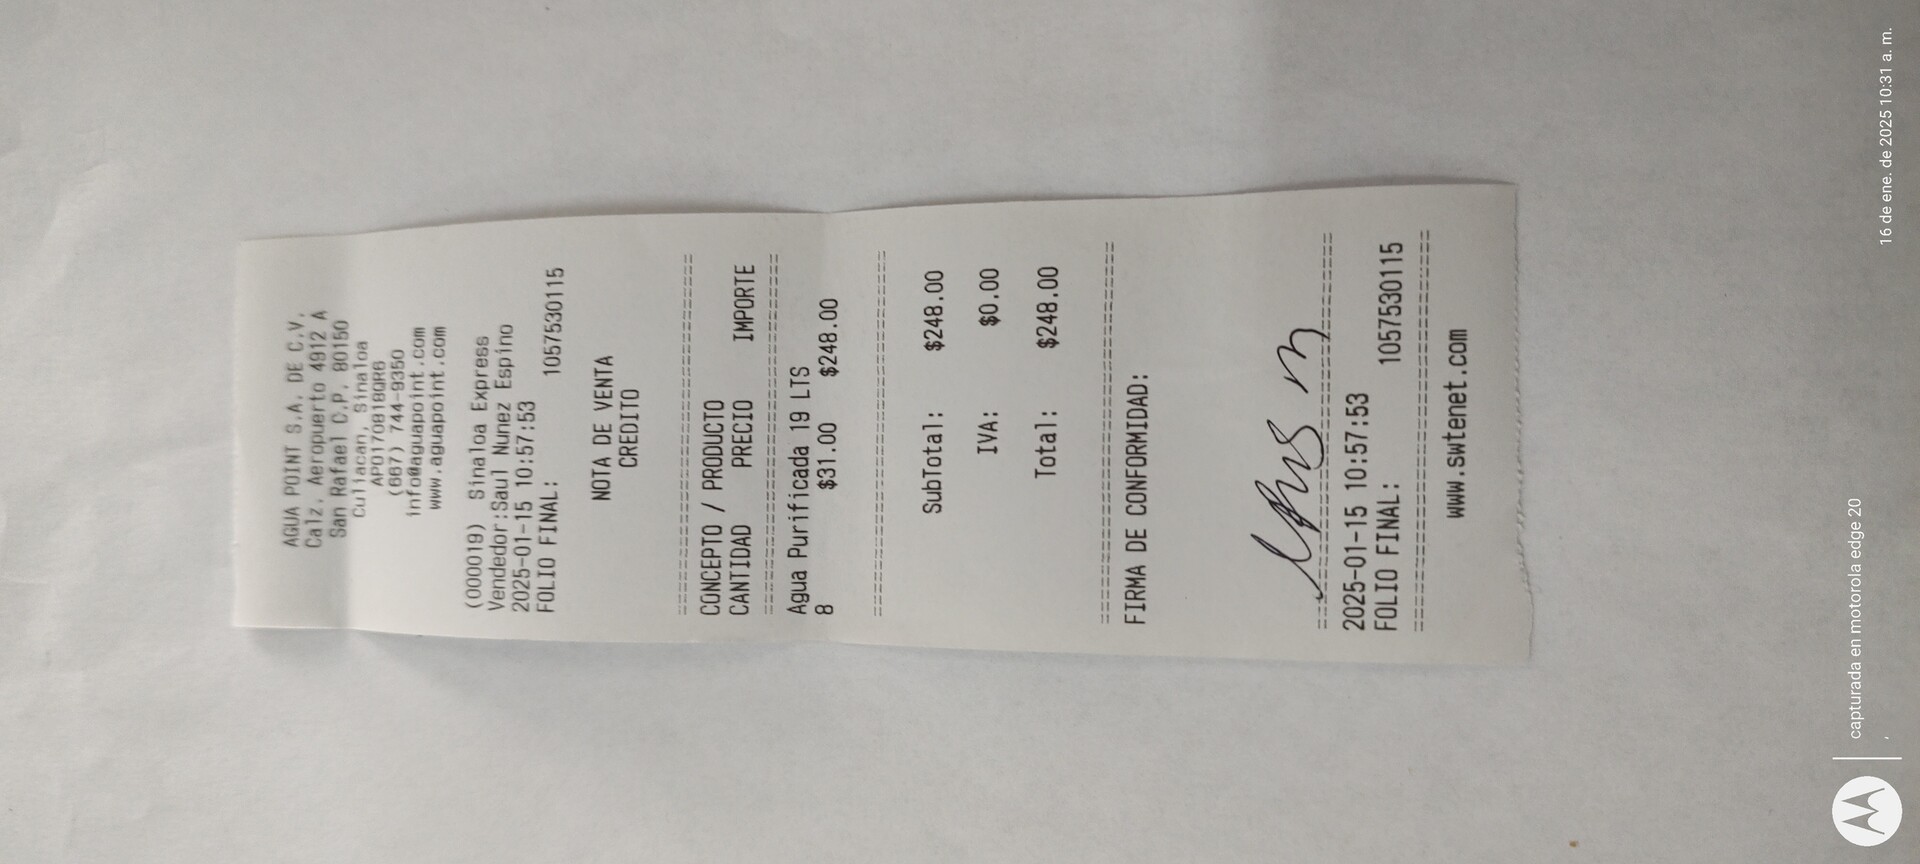 AGUA POINT S.A. DE C.V.
Calz. Aeropuerto 4912 A
San Rafael C.P. 80150
Culiacan, Sinaloa
APO170818QR6
(667) 744-9350
info@aguapoint.com
www.aguapoint.com
(000019) Sinaloa Express
Vendedor:Saul Nunez Espino
2025-01-15 10:57:53
FOLIO FINAL: 1057530115
NOTA DE VENTA
CREDITO
CONCEPTO / PRODUCTO
CANTIDAD PRECIO IMPORTE
Agua Purificada 19 LTS
8 $31.00 $248.00
SubTotal: $248.00
IVA: $0.00
Total: $248.00
FIRMA DE CONFORMIDAD:
2025-01-15 10:57:53
FOLIO FINAL: 1057530115
www.swtenet.com
capturada en motorola edge 20
16 de ene. de 2025 10:31 a. m.